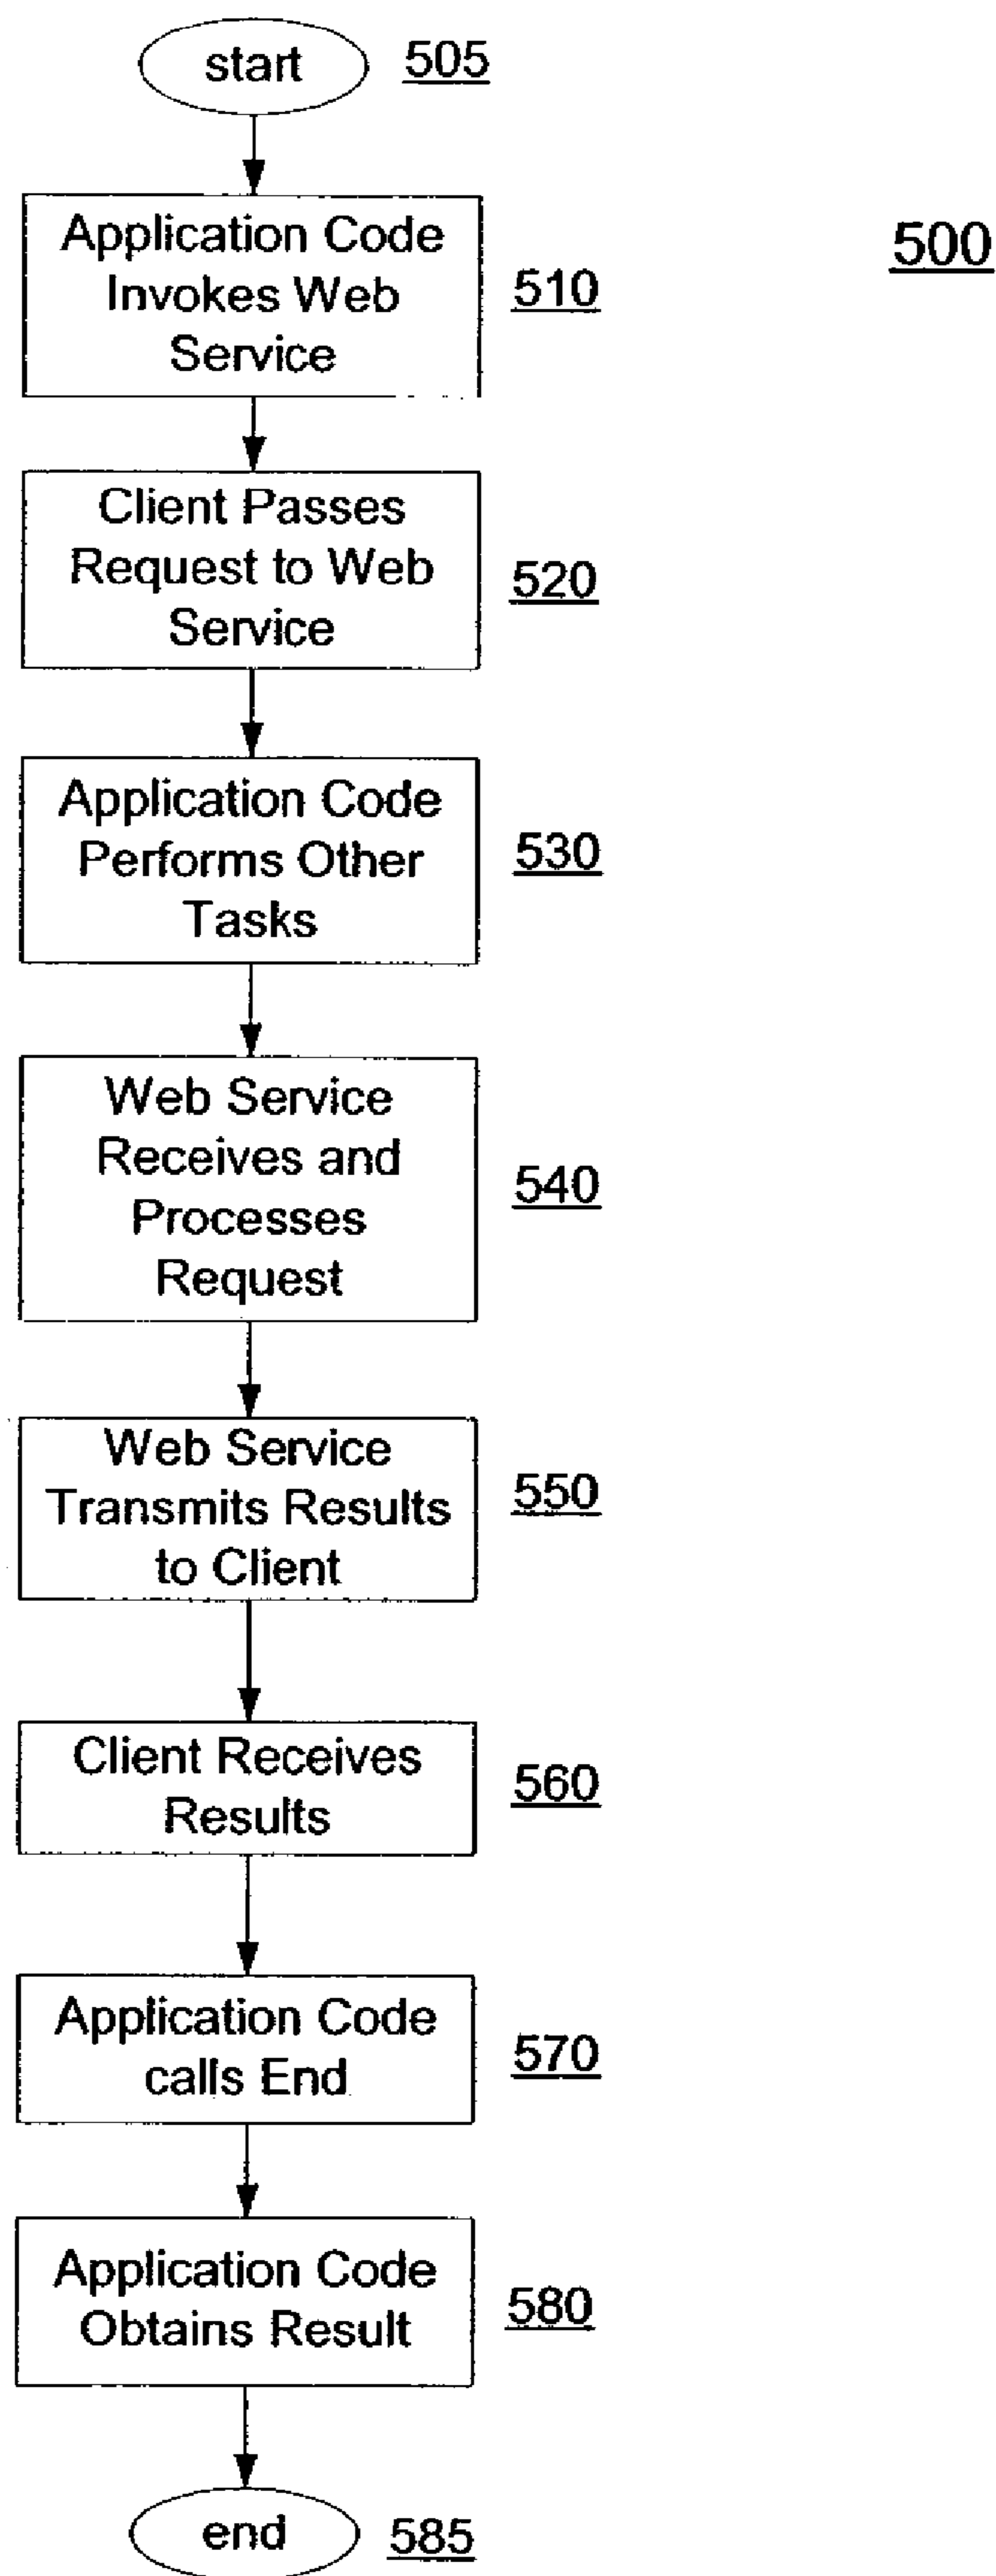 start
505
500
Application Code
Invokes Web
Service
510
Client Passes
Request to Web
Service
520
Application Code
Performs Other
Tasks
530
Web Service
Receives and
Processes
Request
540
Web Service
Transmits Results
to Client
550
Client Receives
Results
560
Application Code
calls End
570
Application Code
Obtains Result
580
end
585